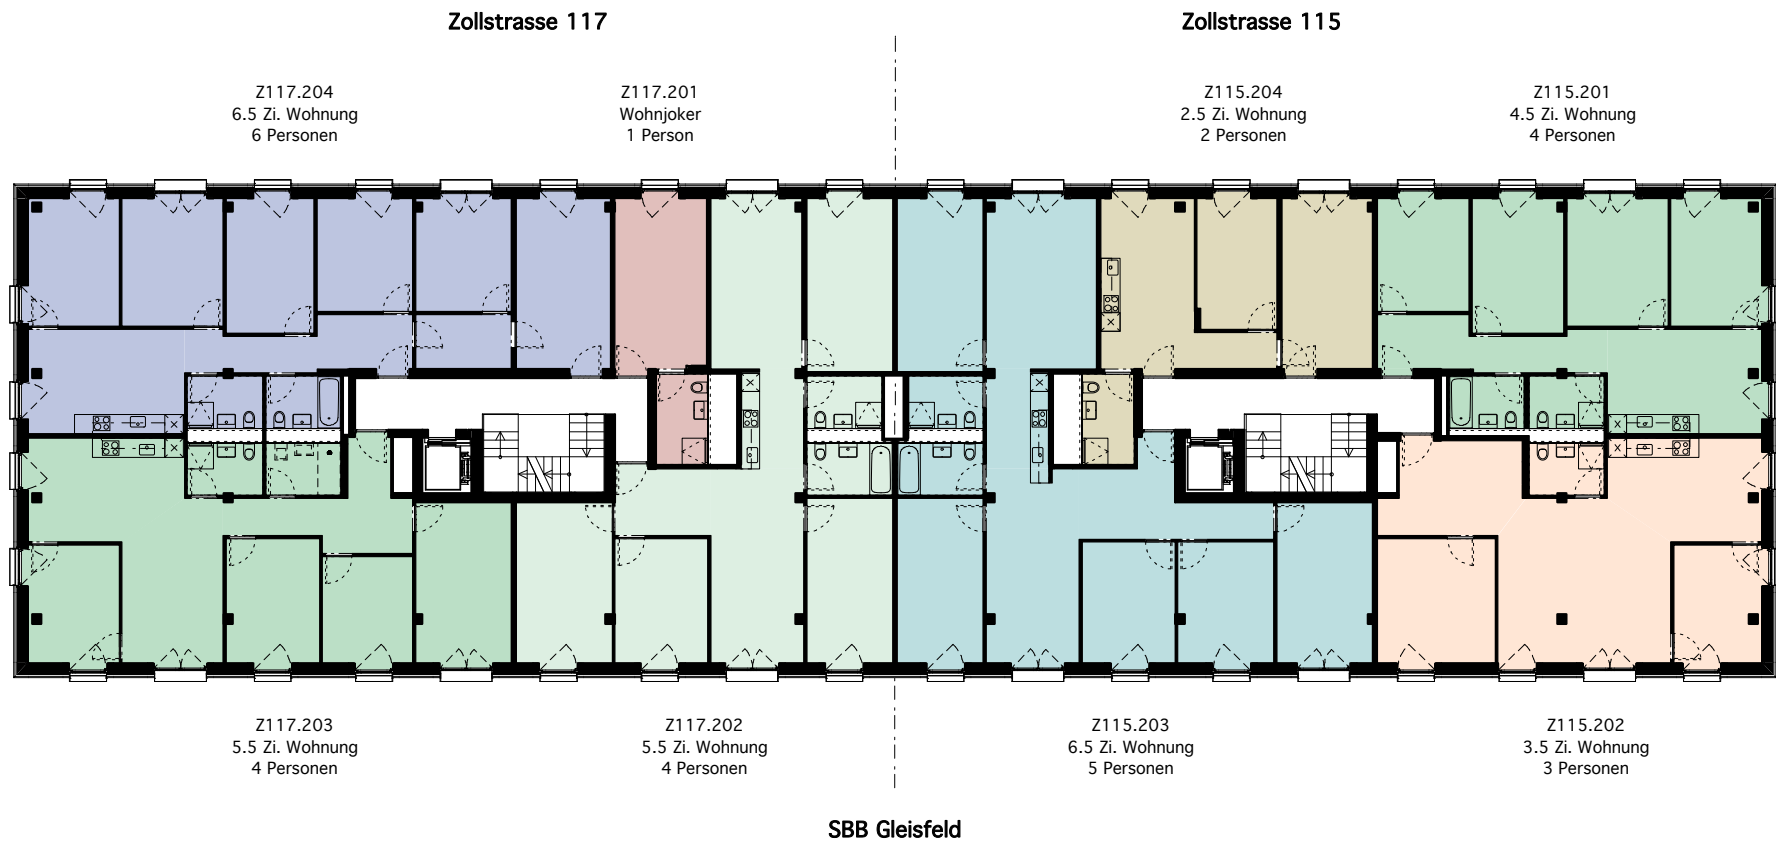 Zollstrasse 117
Zollstrasse 115
Z117.204
6.5 Zi. Wohnung
6 Personen
Z117.201
Wohnjoker
1 Person
Z115.204
2.5 Zi. Wohnung
2 Personen
Z115.201
4.5 Zi. Wohnung
4 Personen
Z117.203
5.5 Zi. Wohnung
4 Personen
Z117.202
5.5 Zi. Wohnung
4 Personen
Z115.203
6.5 Zi. Wohnung
5 Personen
Z115.202
3.5 Zi. Wohnung
3 Personen
SBB Gleisfeld